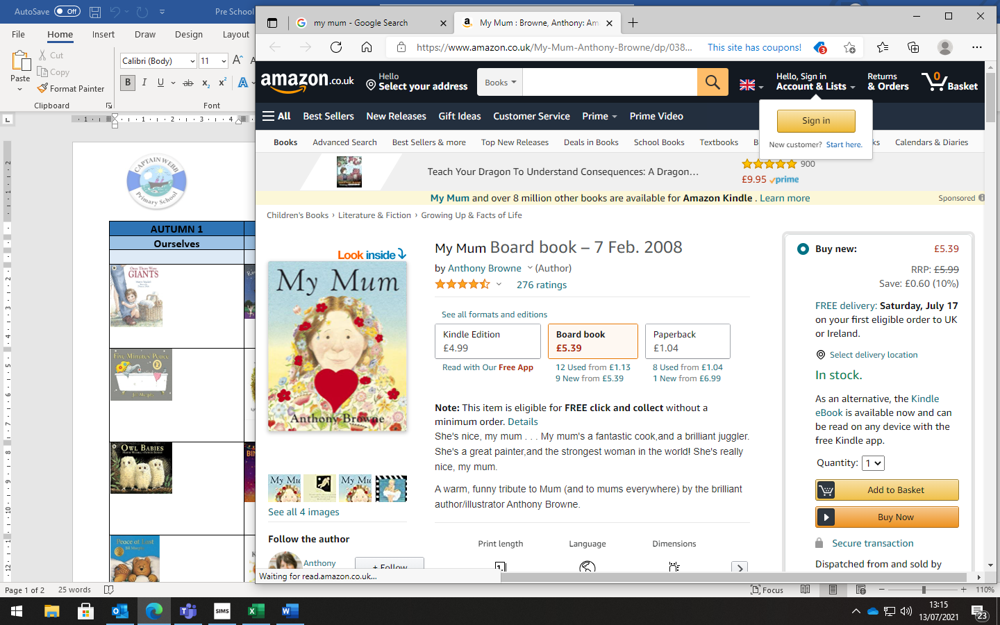 AutoSave Off
Pre School
File Home Insert Draw Design Layout
Paste
Cut
Copy
Format Painter
Clipboard
Calibri (Body) 11
Font
CAPTAIN WEBB
Primary School
AUTUMN 1
Ourselves
Once There Were
GIANTS
Five Minutes' Peace
Jill Murphy
OWL BABIES
Peace at Last
Jill Murphy
Page 1 of 2 25 words
Focus
110%
my mum - Google Search
My Mum : Browne, Anthony: Am
https://www.amazon.co.uk/My-Mum-Anthony-Browne/dp/038...
This site has coupons!
3
amazon.co.uk
Hello
Select your address
Books
Hello, Sign in
Account & Lists
Returns
& Orders
0
Basket
All Best Sellers New Releases Gift Ideas Customer Service Prime Prime Video
Sign in
New customer? Start here.
Books Advanced Search Best Sellers & more Top New Releases Deals in Books School Books Textbooks B ks Calendars & Diaries
Teach Your Dragon To Understand Consequences: A Dragon…
900
£9.95 prime
My Mum and over 8 million other books are available for Amazon Kindle . Learn more
Sponsored
Children's Books › Literature & Fiction › Growing Up & Facts of Life
Look inside
My Mum
Anthony Browne
See all 4 images
Follow the author
Anthony
+ Follow
My Mum Board book – 7 Feb. 2008
by Anthony Browne (Author)
276 ratings
See all formats and editions
Kindle Edition
£4.99
Board book
£5.39
Paperback
£1.04
Read with Our Free App
12 Used from £1.13
9 New from £5.39
8 Used from £1.04
1 New from £6.99
Note: This item is eligible for FREE click and collect without a
minimum order. Details
She's nice, my mum . . . My mum's a fantastic cook,and a brilliant juggler.
She's a great painter,and the strongest woman in the world! She's really
nice, my mum.
A warm, funny tribute to Mum (and to mums everywhere) by the brilliant
author/illustrator Anthony Browne.
Print length
Language
Dimensions
Buy new: £5.39
RRP: £5.99
Save: £0.60 (10%)
FREE delivery: Saturday, July 17
on your first eligible order to UK
or Ireland.
Select delivery location
In stock.
As an alternative, the Kindle
eBook is available now and can
be read on any device with the
free Kindle app.
Quantity: 1
Add to Basket
Buy Now
Secure transaction
Dispatched from and sold by
Waiting for read.amazon.co.uk...
SIMS
13:15
13/07/2021
23